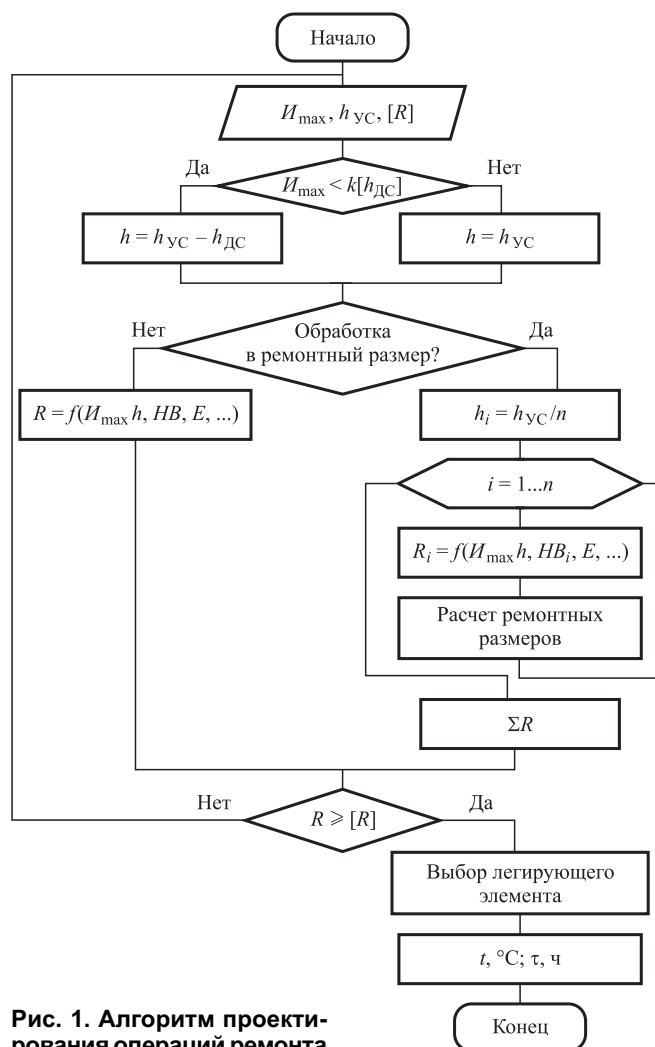 Начало
И_max, h_УС, [R]
Да
Нет
И_max < k[h_ДС]
h = h_УС – h_ДС
h = h_УС
Нет
Да
Обработка
в ремонтный размер?
R = f(И_max h, HB, E, ...)
h_i = h_УС/n
i = 1...n
R_i = f(И_max h, HB_i, E, ...)
Расчет ремонтных
размеров
ΣR
Нет
Да
R ⩾ [R]
Выбор легирующего
элемента
t, °C; τ, ч
Конец
Рис. 1. Алгоритм проекти-
рования операций ремонта